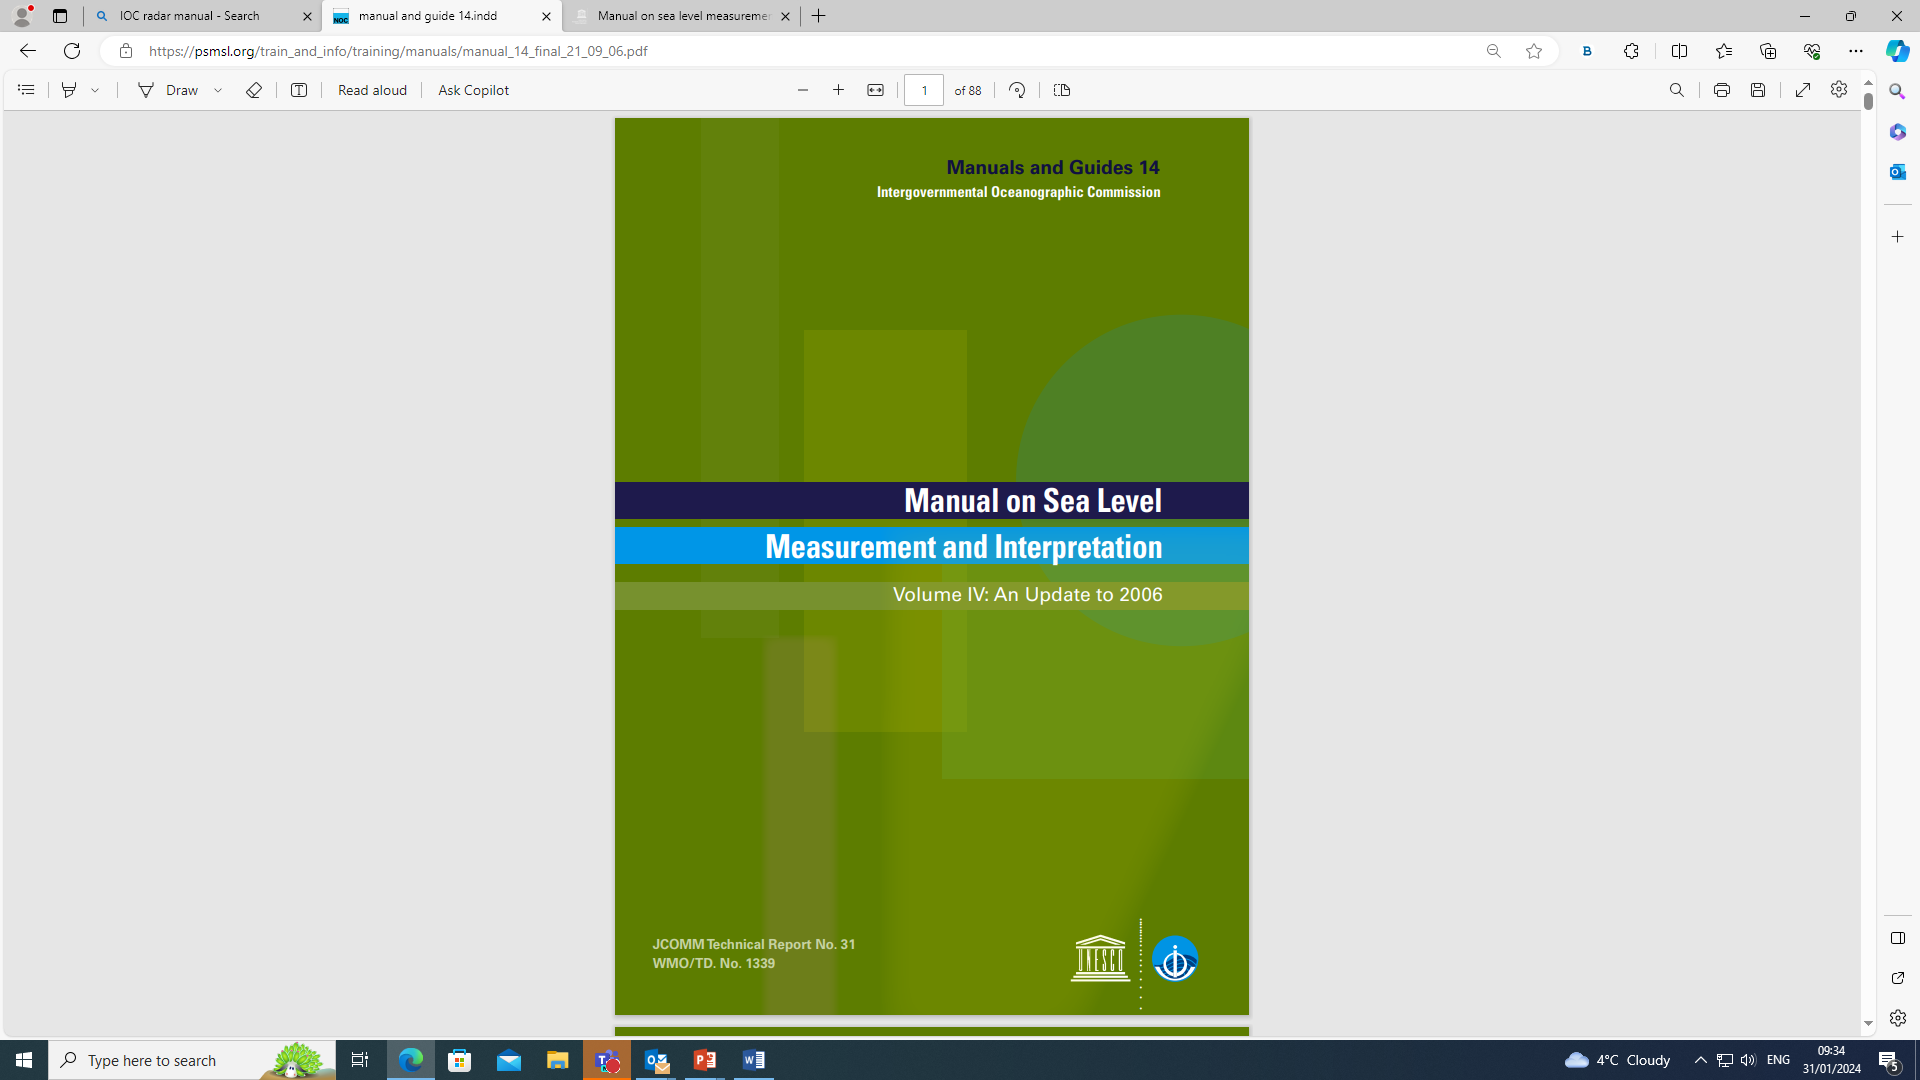 IOC radar manual - Search
NOC
manual and guide 14.indd
Manual on sea level measuremen
https://psmsl.org/train_and_info/training/manuals/manual_14_final_21_09_06.pdf
B
Draw
Read aloud
Ask Copilot
1
of 88
Manuals and Guides 14
Intergovernmental Oceanographic Commission
Manual on Sea Level
Measurement and Interpretation
Volume IV: An Update to 2006
JCOMM Technical Report No. 31
WMO/TD. No. 1339
UNESCO
Type here to search
4°C Cloudy
ENG
09:34
31/01/2024
5